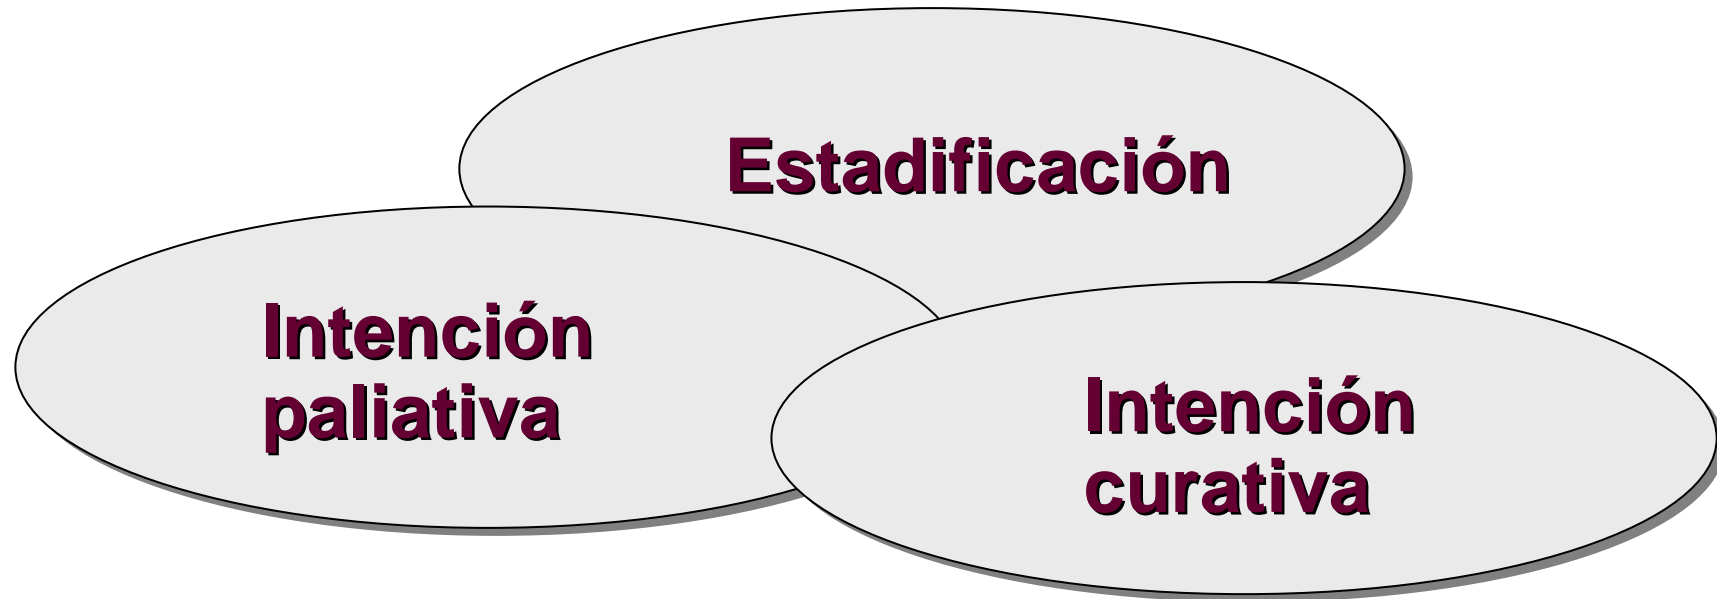 Estadificación
Intención
paliativa
Intención
curativa